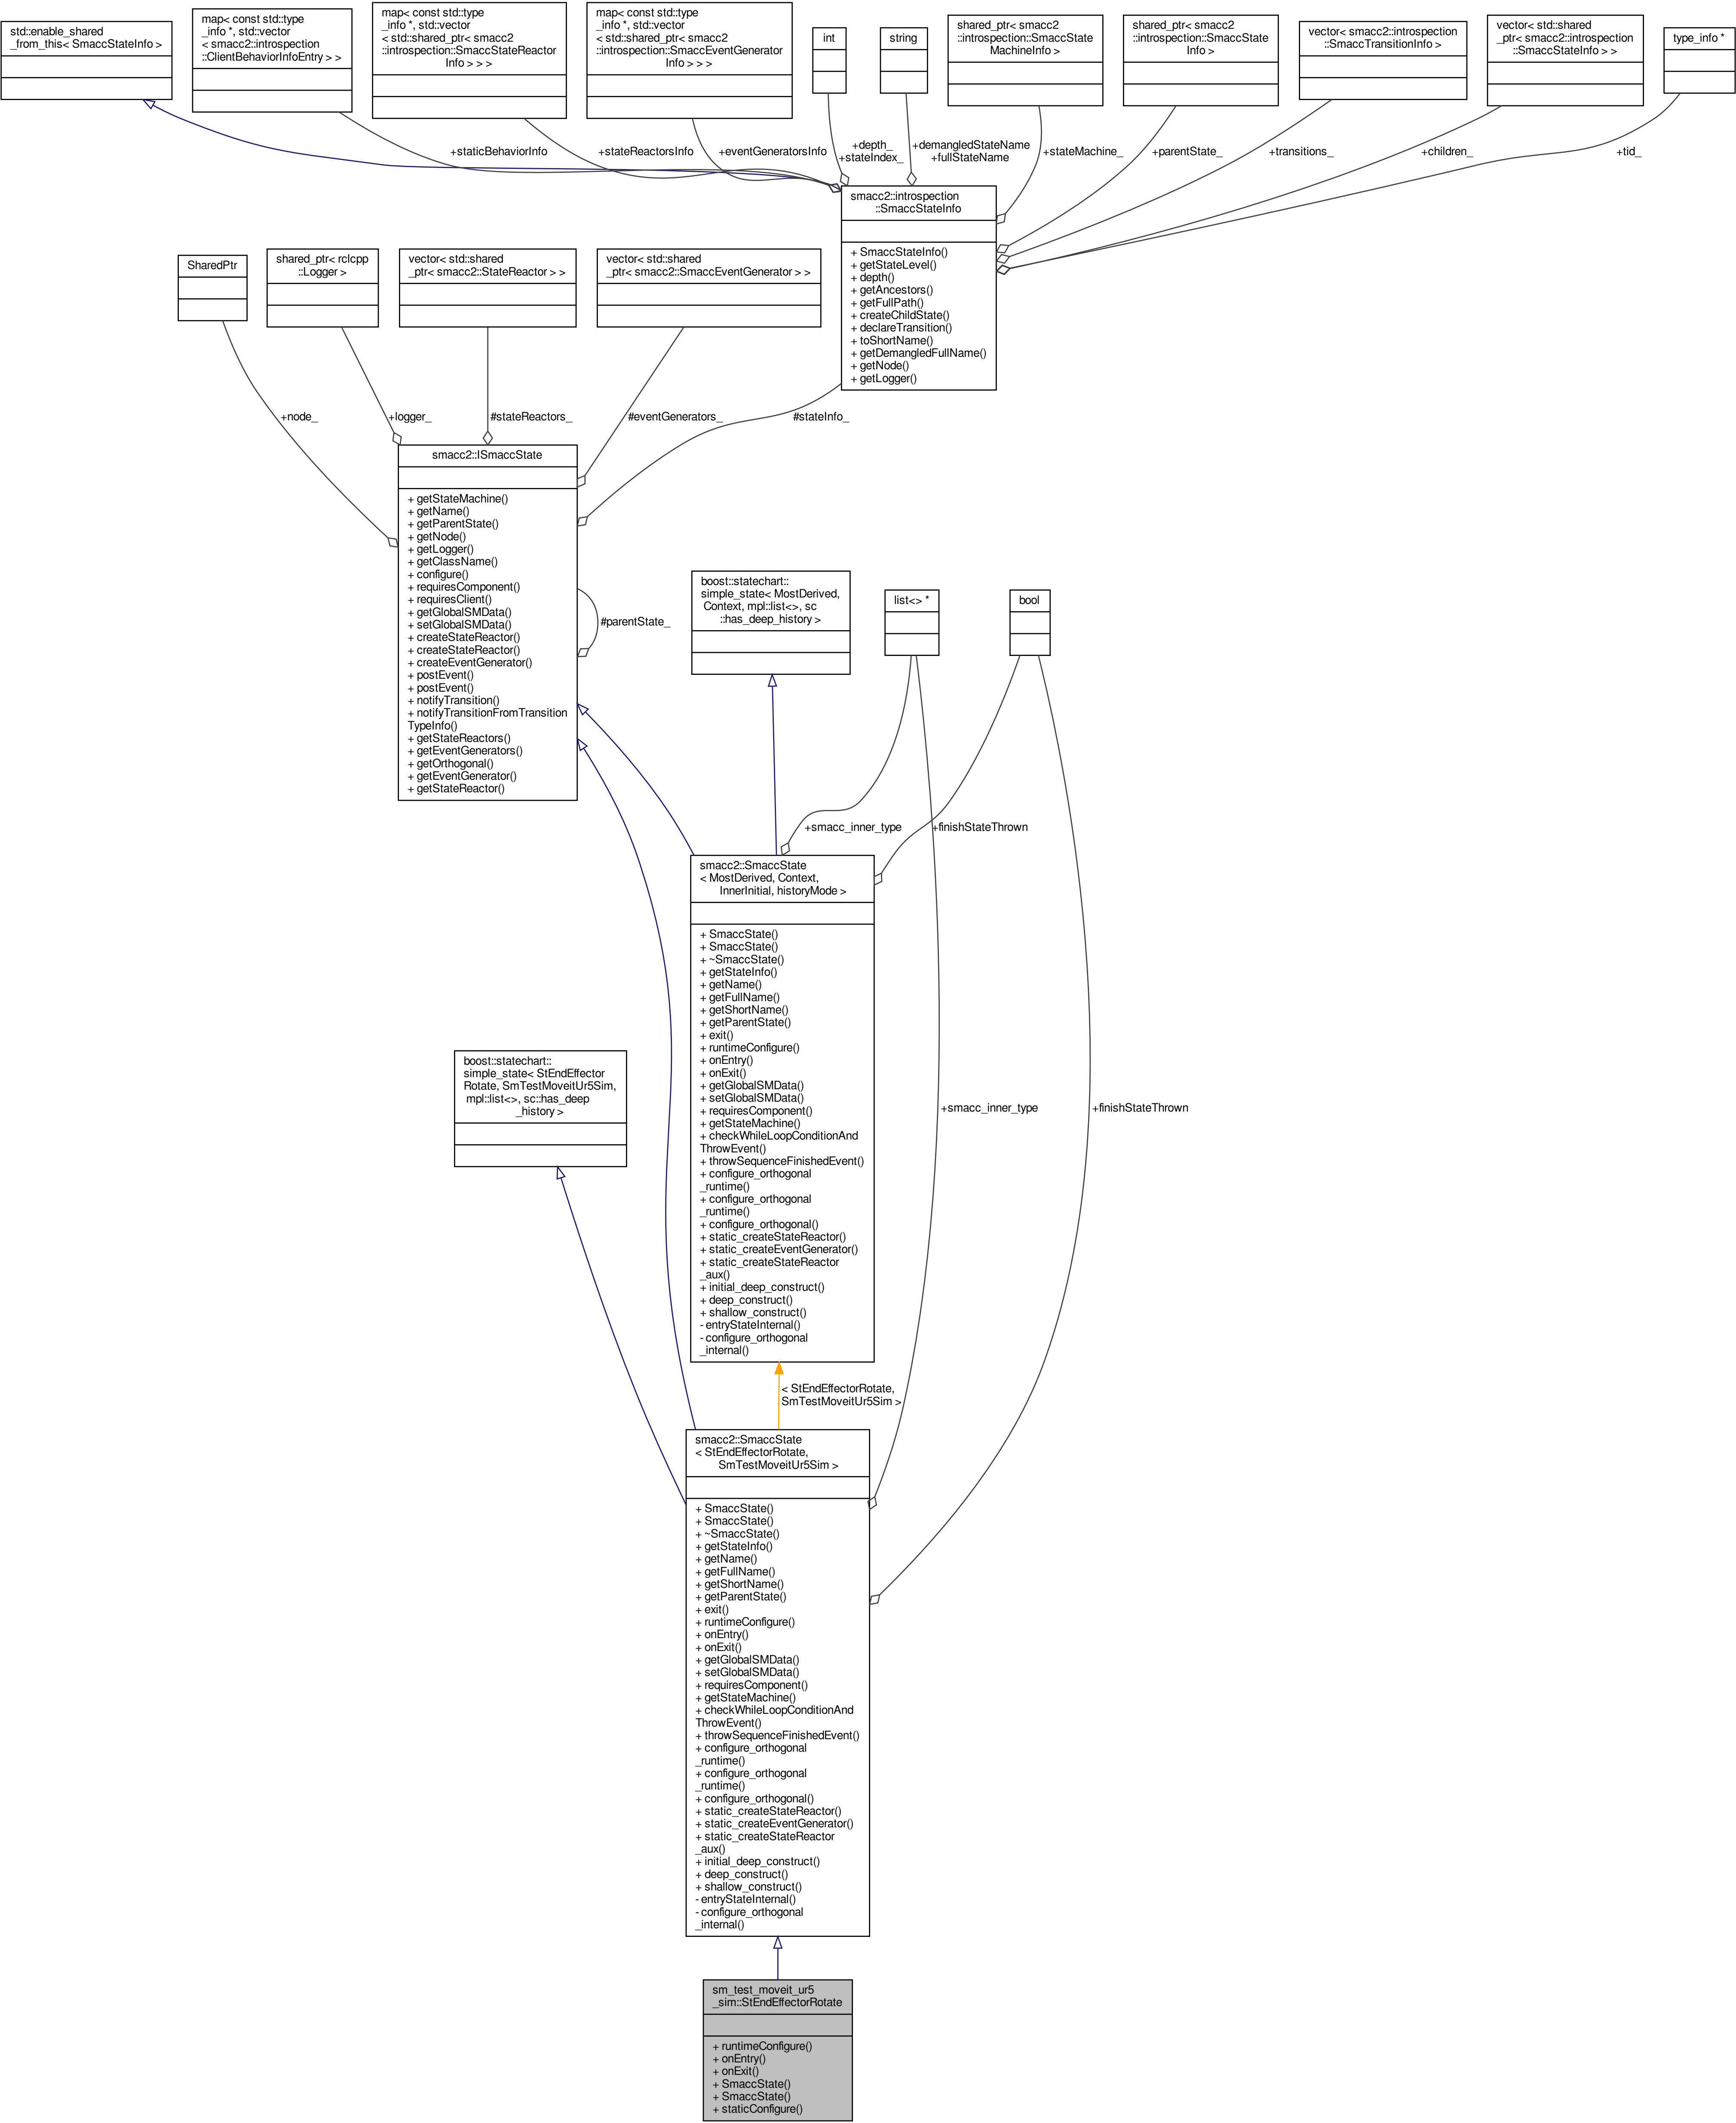 std::enable_shared
_from_this< SmaccStateInfo >
map< const std::type
_info *, std::vector
< smacc2::introspection
::ClientBehaviorInfoEntry > >
map< const std::type
_info *, std::vector
< std::shared_ptr< smacc2
::introspection::SmaccStateReactor
Info > > >
map< const std::type
_info *, std::vector
< std::shared_ptr< smacc2
::introspection::SmaccEventGenerator
Info > > >
int
string
shared_ptr< smacc2
::introspection::SmaccState
MachineInfo >
shared_ptr< smacc2
::introspection::SmaccState
Info >
vector< smacc2::introspection
::SmaccTransitionInfo >
vector< std::shared
_ptr< smacc2::introspection
::SmaccStateInfo > >
type_info *
+staticBehaviorInfo
+stateReactorsInfo
+eventGeneratorsInfo
+depth_
+stateIndex_
+demangledStateName
+fullStateName
+stateMachine_
+parentState_
+transitions_
+children_
+tid_
smacc2::introspection
::SmaccStateInfo
+ SmaccStateInfo()
+ getStateLevel()
+ depth()
+ getAncestors()
+ getFullPath()
+ createChildState()
+ declareTransition()
+ toShortName()
+ getDemangledFullName()
+ getNode()
+ getLogger()
SharedPtr
shared_ptr< rclcpp
::Logger >
vector< std::shared
_ptr< smacc2::StateReactor > >
vector< std::shared
_ptr< smacc2::SmaccEventGenerator > >
+node_
+logger_
#stateReactors_
#eventGenerators_
#stateInfo_
smacc2::ISmaccState
+ getStateMachine()
+ getName()
+ getParentState()
+ getNode()
+ getLogger()
+ getClassName()
+ configure()
+ requiresComponent()
+ requiresClient()
+ getGlobalSMData()
+ setGlobalSMData()
+ createStateReactor()
+ createStateReactor()
+ createEventGenerator()
+ postEvent()
+ postEvent()
+ notifyTransition()
+ notifyTransitionFromTransition
TypeInfo()
+ getStateReactors()
+ getEventGenerators()
+ getOrthogonal()
+ getEventGenerator()
+ getStateReactor()
#parentState_
boost::statechart::
simple_state< MostDerived,
Context, mpl::list<>, sc
::has_deep_history >
list<> *
bool
+smacc_inner_type
+finishStateThrown
smacc2::SmaccState
< MostDerived, Context,
InnerInitial, historyMode >
+ SmaccState()
+ SmaccState()
+ ~SmaccState()
+ getStateInfo()
+ getName()
+ getFullName()
+ getShortName()
+ getParentState()
+ exit()
+ runtimeConfigure()
+ onEntry()
+ onExit()
+ getGlobalSMData()
+ setGlobalSMData()
+ requiresComponent()
+ getStateMachine()
+ checkWhileLoopConditionAnd
ThrowEvent()
+ throwSequenceFinishedEvent()
+ configure_orthogonal
_runtime()
+ configure_orthogonal
_runtime()
+ configure_orthogonal()
+ static_createStateReactor()
+ static_createEventGenerator()
+ static_createStateReactor
_aux()
+ initial_deep_construct()
+ deep_construct()
+ shallow_construct()
- entryStateInternal()
- configure_orthogonal
_internal()
boost::statechart::
simple_state< StEndEffector
Rotate, SmTestMoveitUr5Sim,
mpl::list<>, sc::has_deep
_history >
+smacc_inner_type
+finishStateThrown
< StEndEffectorRotate,
SmTestMoveitUr5Sim >
smacc2::SmaccState
< StEndEffectorRotate,
SmTestMoveitUr5Sim >
+ SmaccState()
+ SmaccState()
+ ~SmaccState()
+ getStateInfo()
+ getName()
+ getFullName()
+ getShortName()
+ getParentState()
+ exit()
+ runtimeConfigure()
+ onEntry()
+ onExit()
+ getGlobalSMData()
+ setGlobalSMData()
+ requiresComponent()
+ getStateMachine()
+ checkWhileLoopConditionAnd
ThrowEvent()
+ throwSequenceFinishedEvent()
+ configure_orthogonal
_runtime()
+ configure_orthogonal
_runtime()
+ configure_orthogonal()
+ static_createStateReactor()
+ static_createEventGenerator()
+ static_createStateReactor
_aux()
+ initial_deep_construct()
+ deep_construct()
+ shallow_construct()
- entryStateInternal()
- configure_orthogonal
_internal()
sm_test_moveit_ur5
_sim::StEndEffectorRotate
+ runtimeConfigure()
+ onEntry()
+ onExit()
+ SmaccState()
+ SmaccState()
+ staticConfigure()